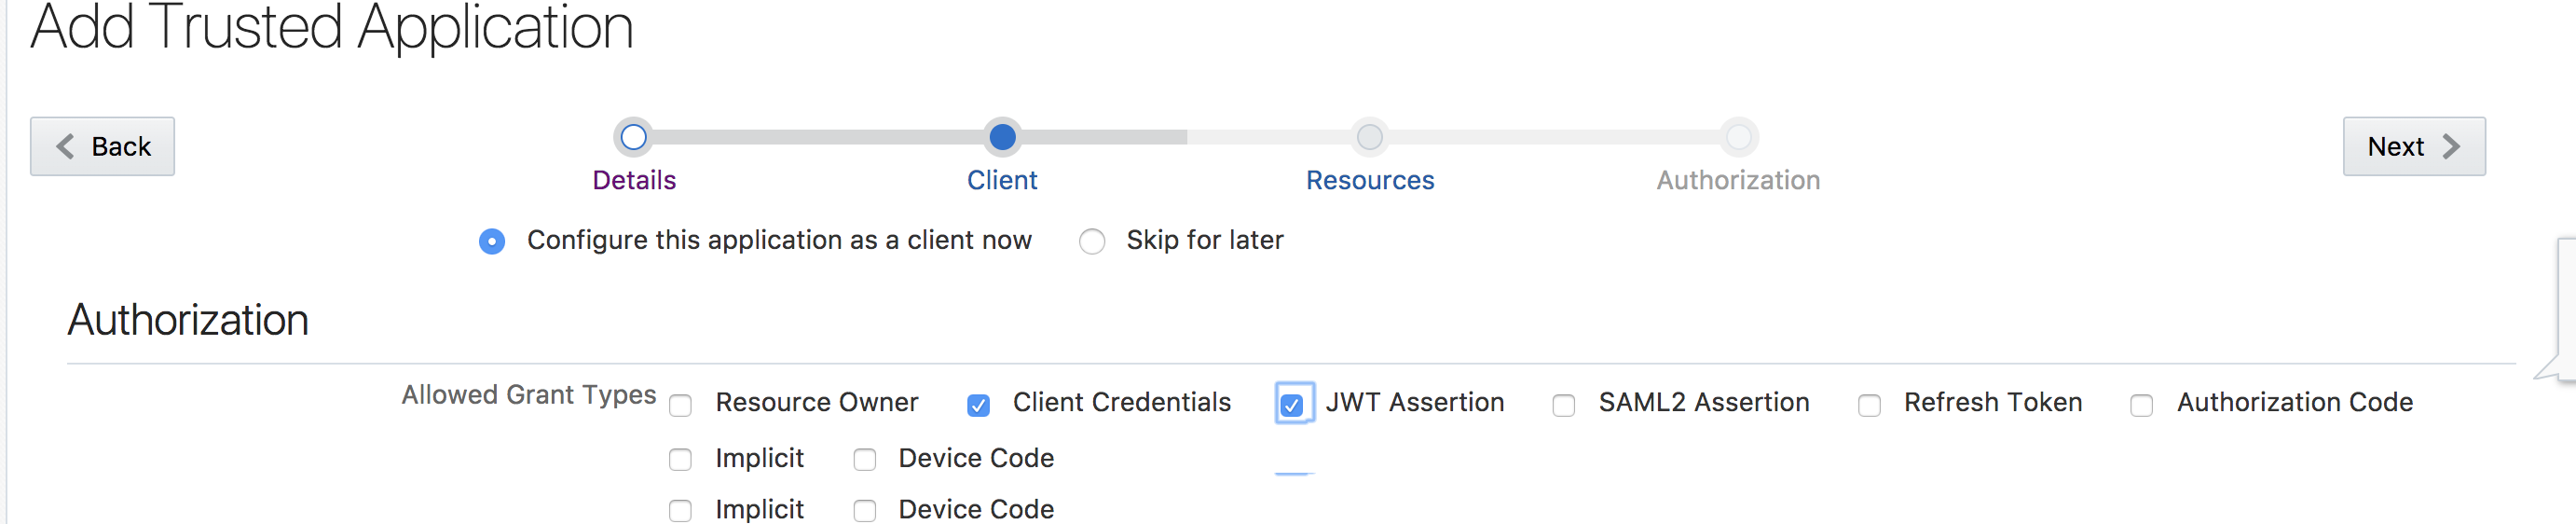 Add Trusted Application
Back
Next
Details Client Resources Authorization
Configure this application as a client now Skip for later
Authorization
Allowed Grant Types Resource Owner Client Credentials JWT Assertion SAML2 Assertion Refresh Token Authorization Code
Implicit Device Code
Implicit Device Code